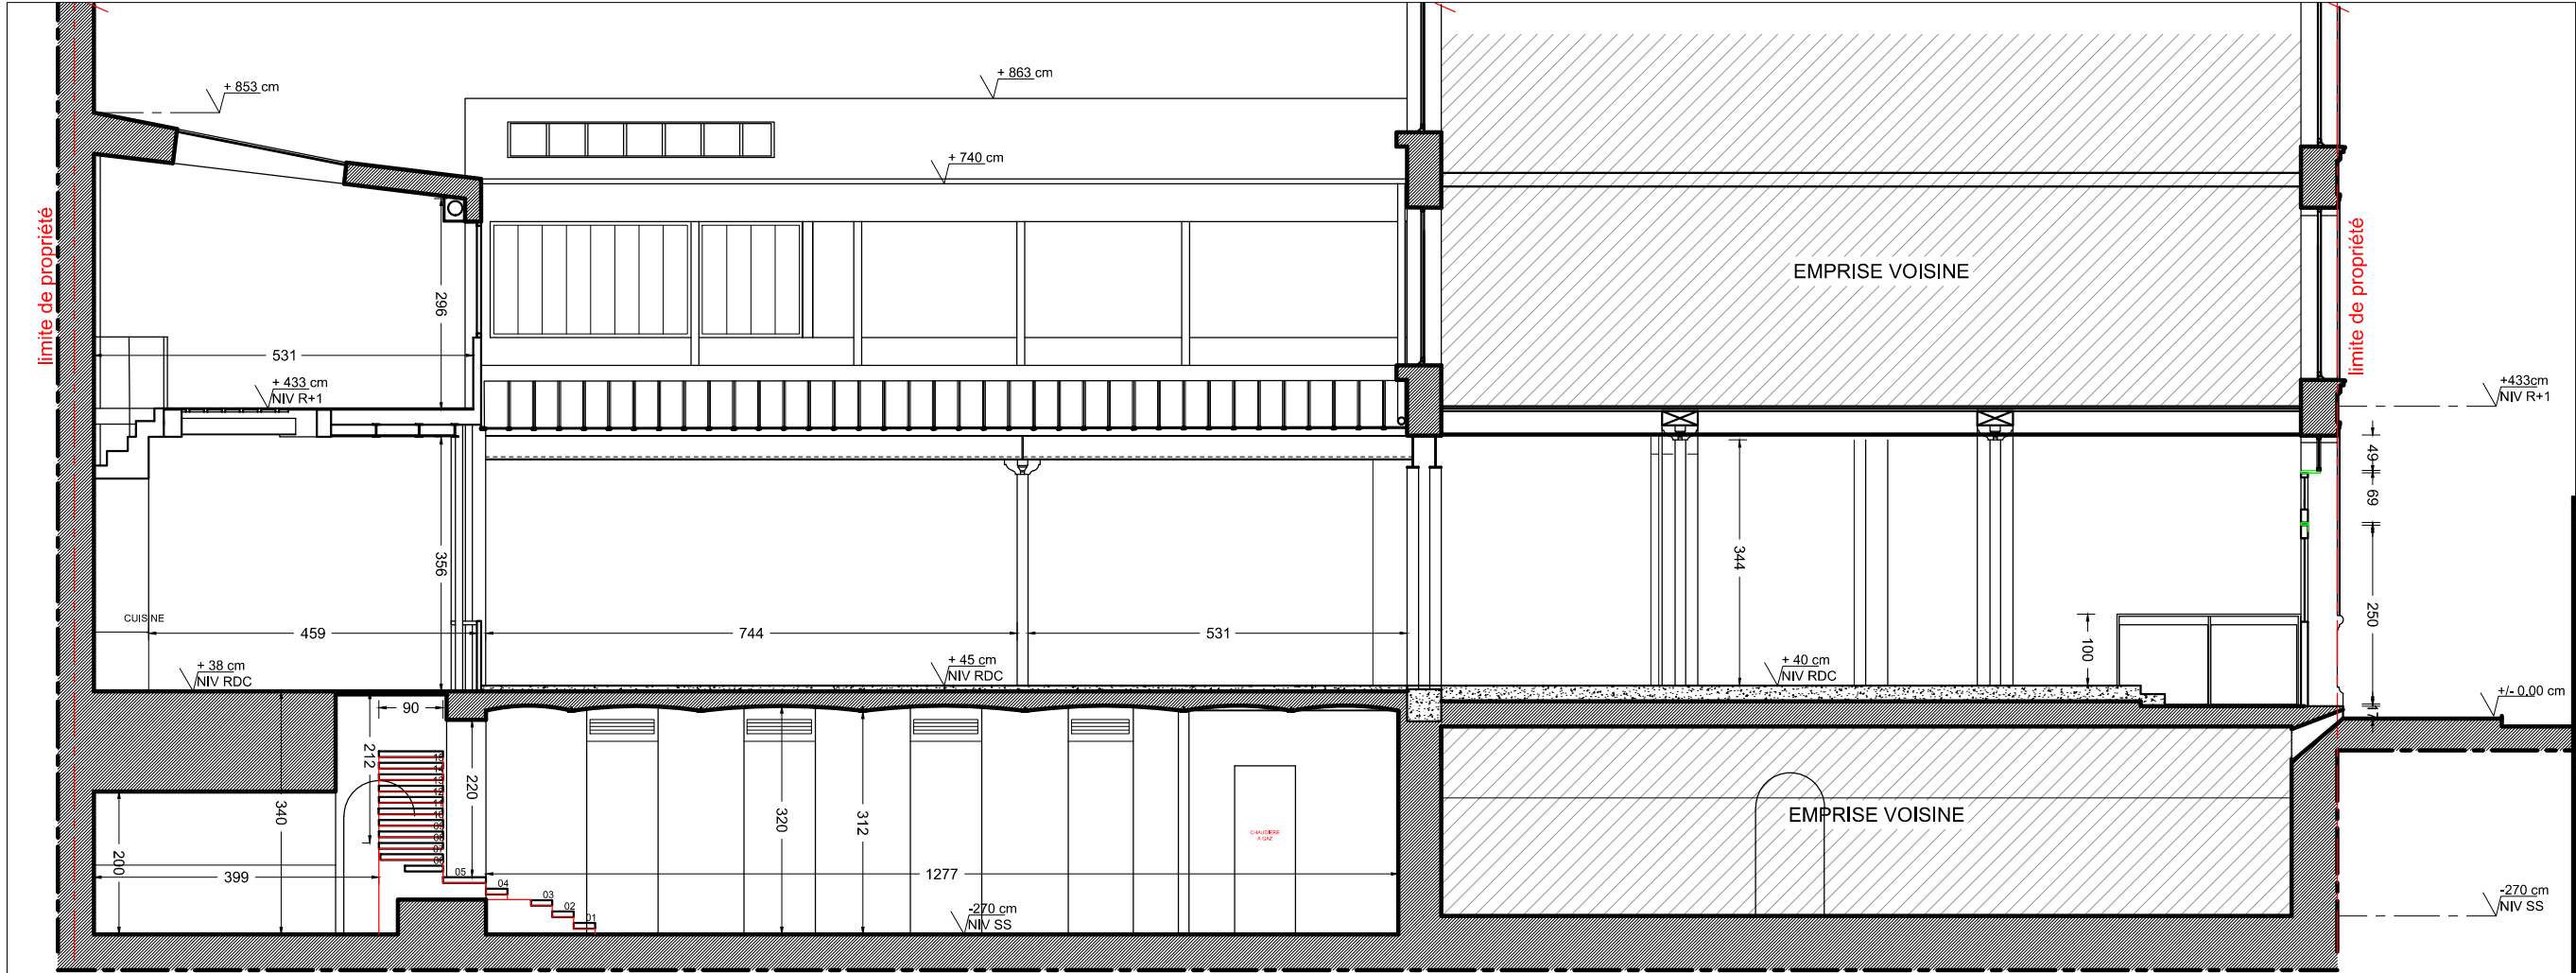 + 863 cm
+ 853 cm
+ 740 cm
limite de propriété
limite de propriété
EMPRISE VOISINE
296
531
+ 433 cm
NIV R+1
+433cm
NIV R+1
49
69
250
344
356
100
CUISINE
459
744
531
+ 38 cm
NIV RDC
+ 45 cm
NIV RDC
+ 40 cm
NIV RDC
+/- 0.00 cm
17
90
212
220
340
320
312
200
399
1277
EMPRISE VOISINE
CHAUDIERE
A GAZ
05
04
03
02
01
-270 cm
NIV SS
-270 cm
NIV SS